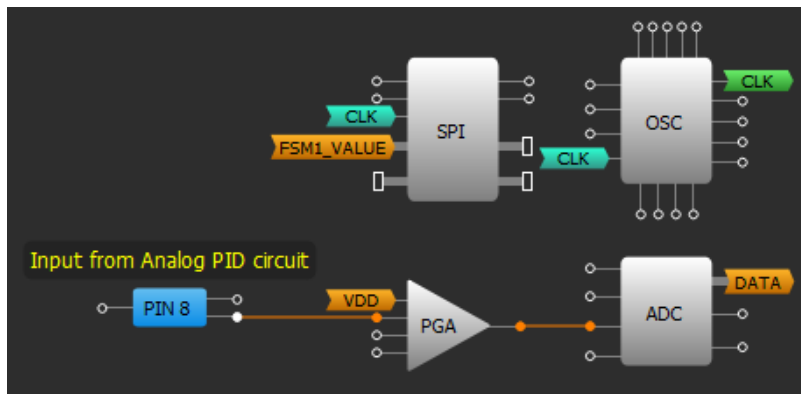 CLK
SPI
OSC
CLK
FSM1_VALUE
CLK
Input from Analog PID circuit
PIN 8
VDD
PGA
ADC
DATA